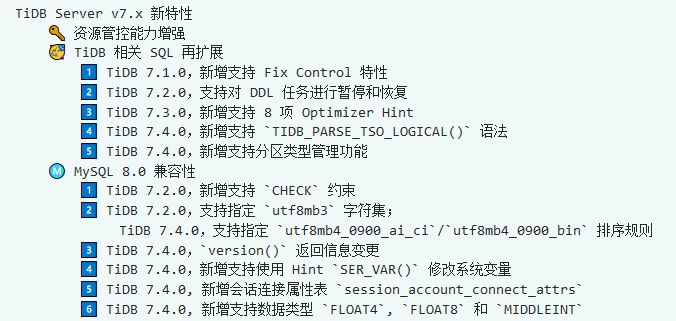 TiDB Server v7.x 新特性
资源管控能力增强
TiDB 相关 SQL 再扩展
1 TiDB 7.1.0，新增支持 Fix Control 特性
2 TiDB 7.2.0，支持对 DDL 任务进行暂停和恢复
3 TiDB 7.3.0，新增支持 8 项 Optimizer Hint
4 TiDB 7.4.0，新增支持 `TIDB_PARSE_TSO_LOGICAL()` 语法
5 TiDB 7.4.0，新增支持分区类型管理功能
M MySQL 8.0 兼容性
1 TiDB 7.2.0，新增支持 `CHECK` 约束
2 TiDB 7.2.0，支持指定 `utf8mb3` 字符集；
TiDB 7.4.0，支持指定 `utf8mb4_0900_ai_ci`/`utf8mb4_0900_bin` 排序规则
3 TiDB 7.4.0，`version()` 返回信息变更
4 TiDB 7.4.0，新增支持使用 Hint `SER_VAR()` 修改系统变量
5 TiDB 7.4.0, 新增会话连接属性表 `session_account_connect_attrs`
6 TiDB 7.4.0，新增支持数据类型 `FLOAT4`, `FLOAT8` 和 `MIDDLEINT`